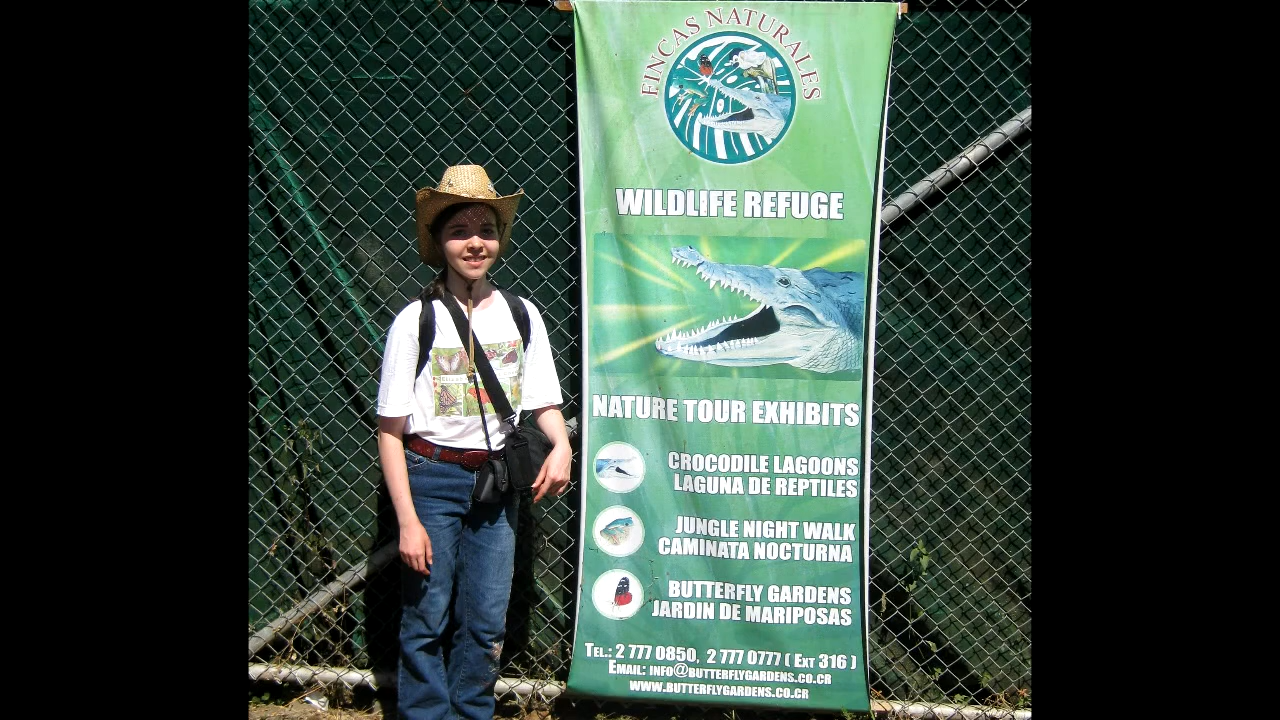 FINCAS NATURALES
WILDLIFE REFUGE
NATURE TOUR EXHIBITS
CROCODILE LAGOONS
LAGUNA DE REPTILES
JUNGLE NIGHT WALK
CAMINATA NOCTURNA
BUTTERFLY GARDENS
JARDIN DE MARIPOSAS
TEL.: 2 777 0850, 2 777 0777 ( EXT 316 )
EMAIL: INFO@BUTTERFLYGARDENS.CO.CR
WWW.BUTTERFLYGARDENS.CO.CR